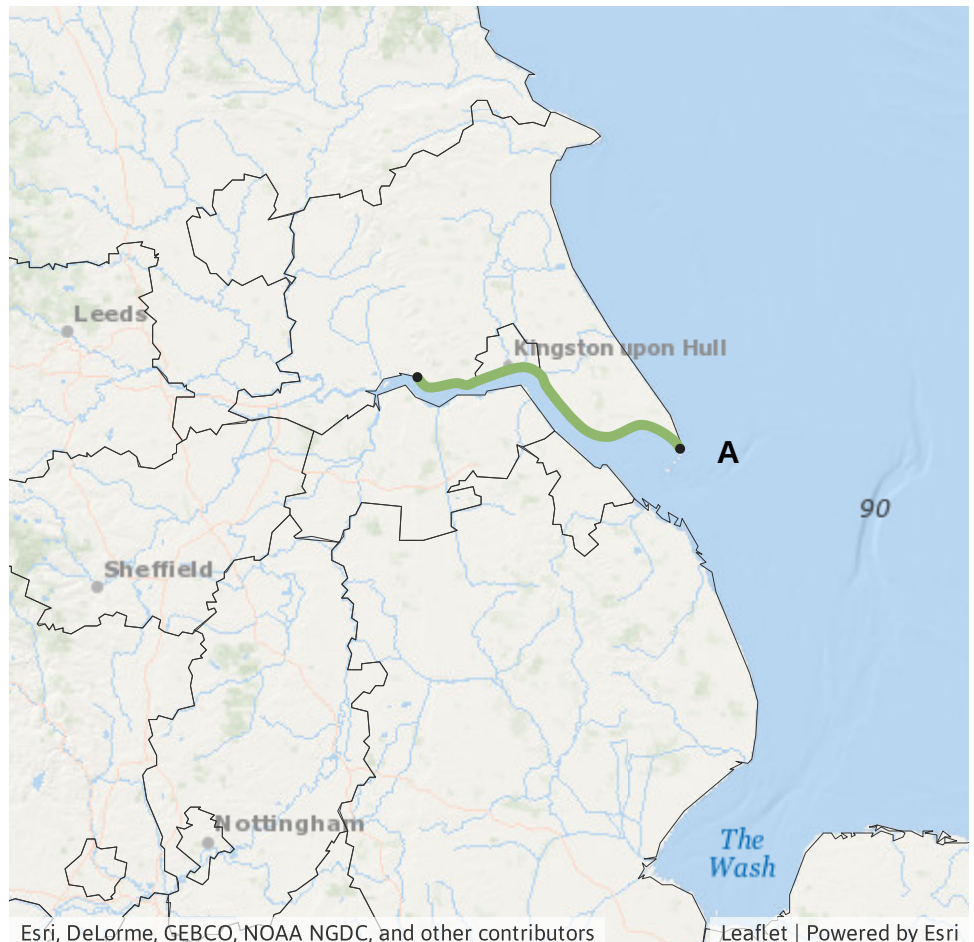 Leeds
Kingston upon Hull
A
90
Sheffield
Nottingham
The
Wash
Esri, DeLorme, GEBCO, NOAA NGDC, and other contributors
Leaflet | Powered by Esri